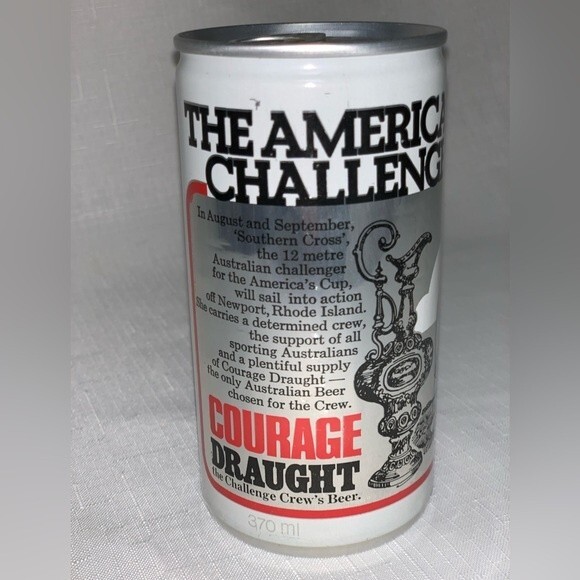 THE AMERICA
CHALLENG
In August and September,
'Southern Cross',
the 12 metre
Australian challenger
for the America's Cup,
will sail into action
off Newport, Rhode Island.
She carries a determined crew,
the support of all
sporting Australians
and a plentiful supply
of Courage Draught —
the only Australian Beer
chosen for the Crew.
COURAGE
DRAUGHT
the Challenge Crew's Beer.
370 ml